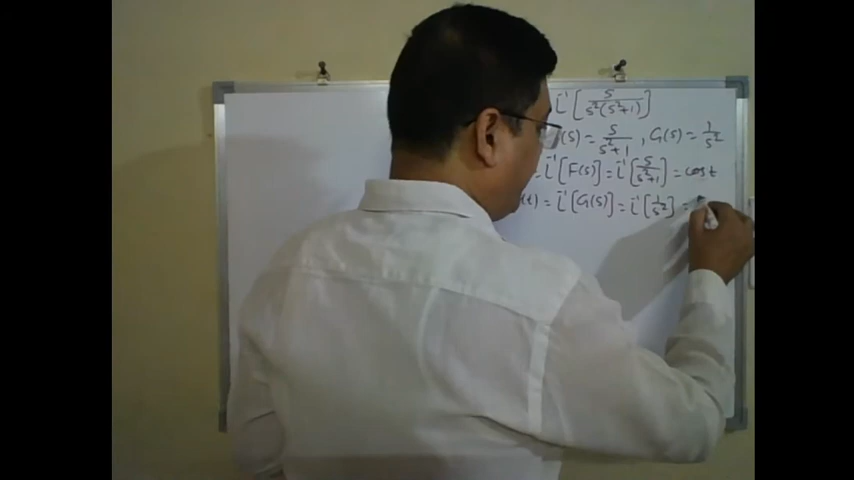 L⁻¹[s/(s²(s²+1))]
(s) = s/(s²+1), G(s) = 1/s²
= L⁻¹[F(s)] = L⁻¹[s/(s²+1)] = cos t
(t) = L⁻¹[G(s)] = L⁻¹[1/s²] =